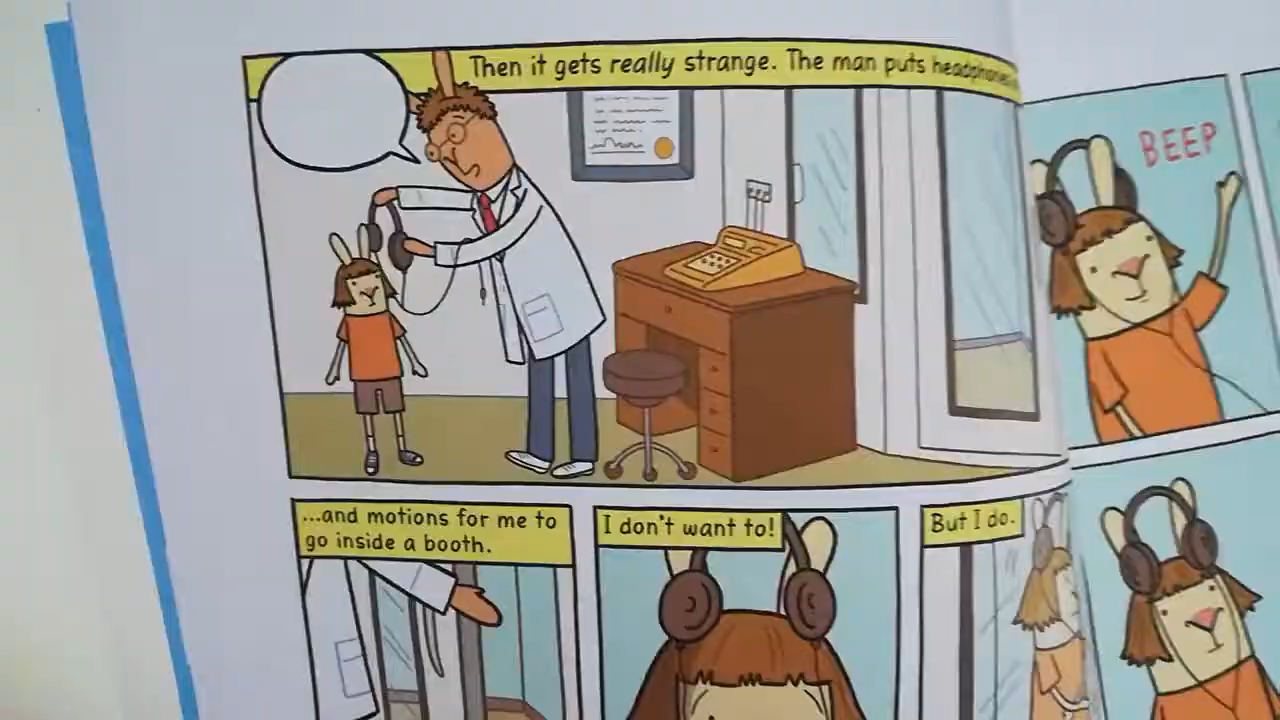 Then it gets really strange. The man puts headphones
...and motions for me to
go inside a booth.
I don't want to!
But I do.
BEEP